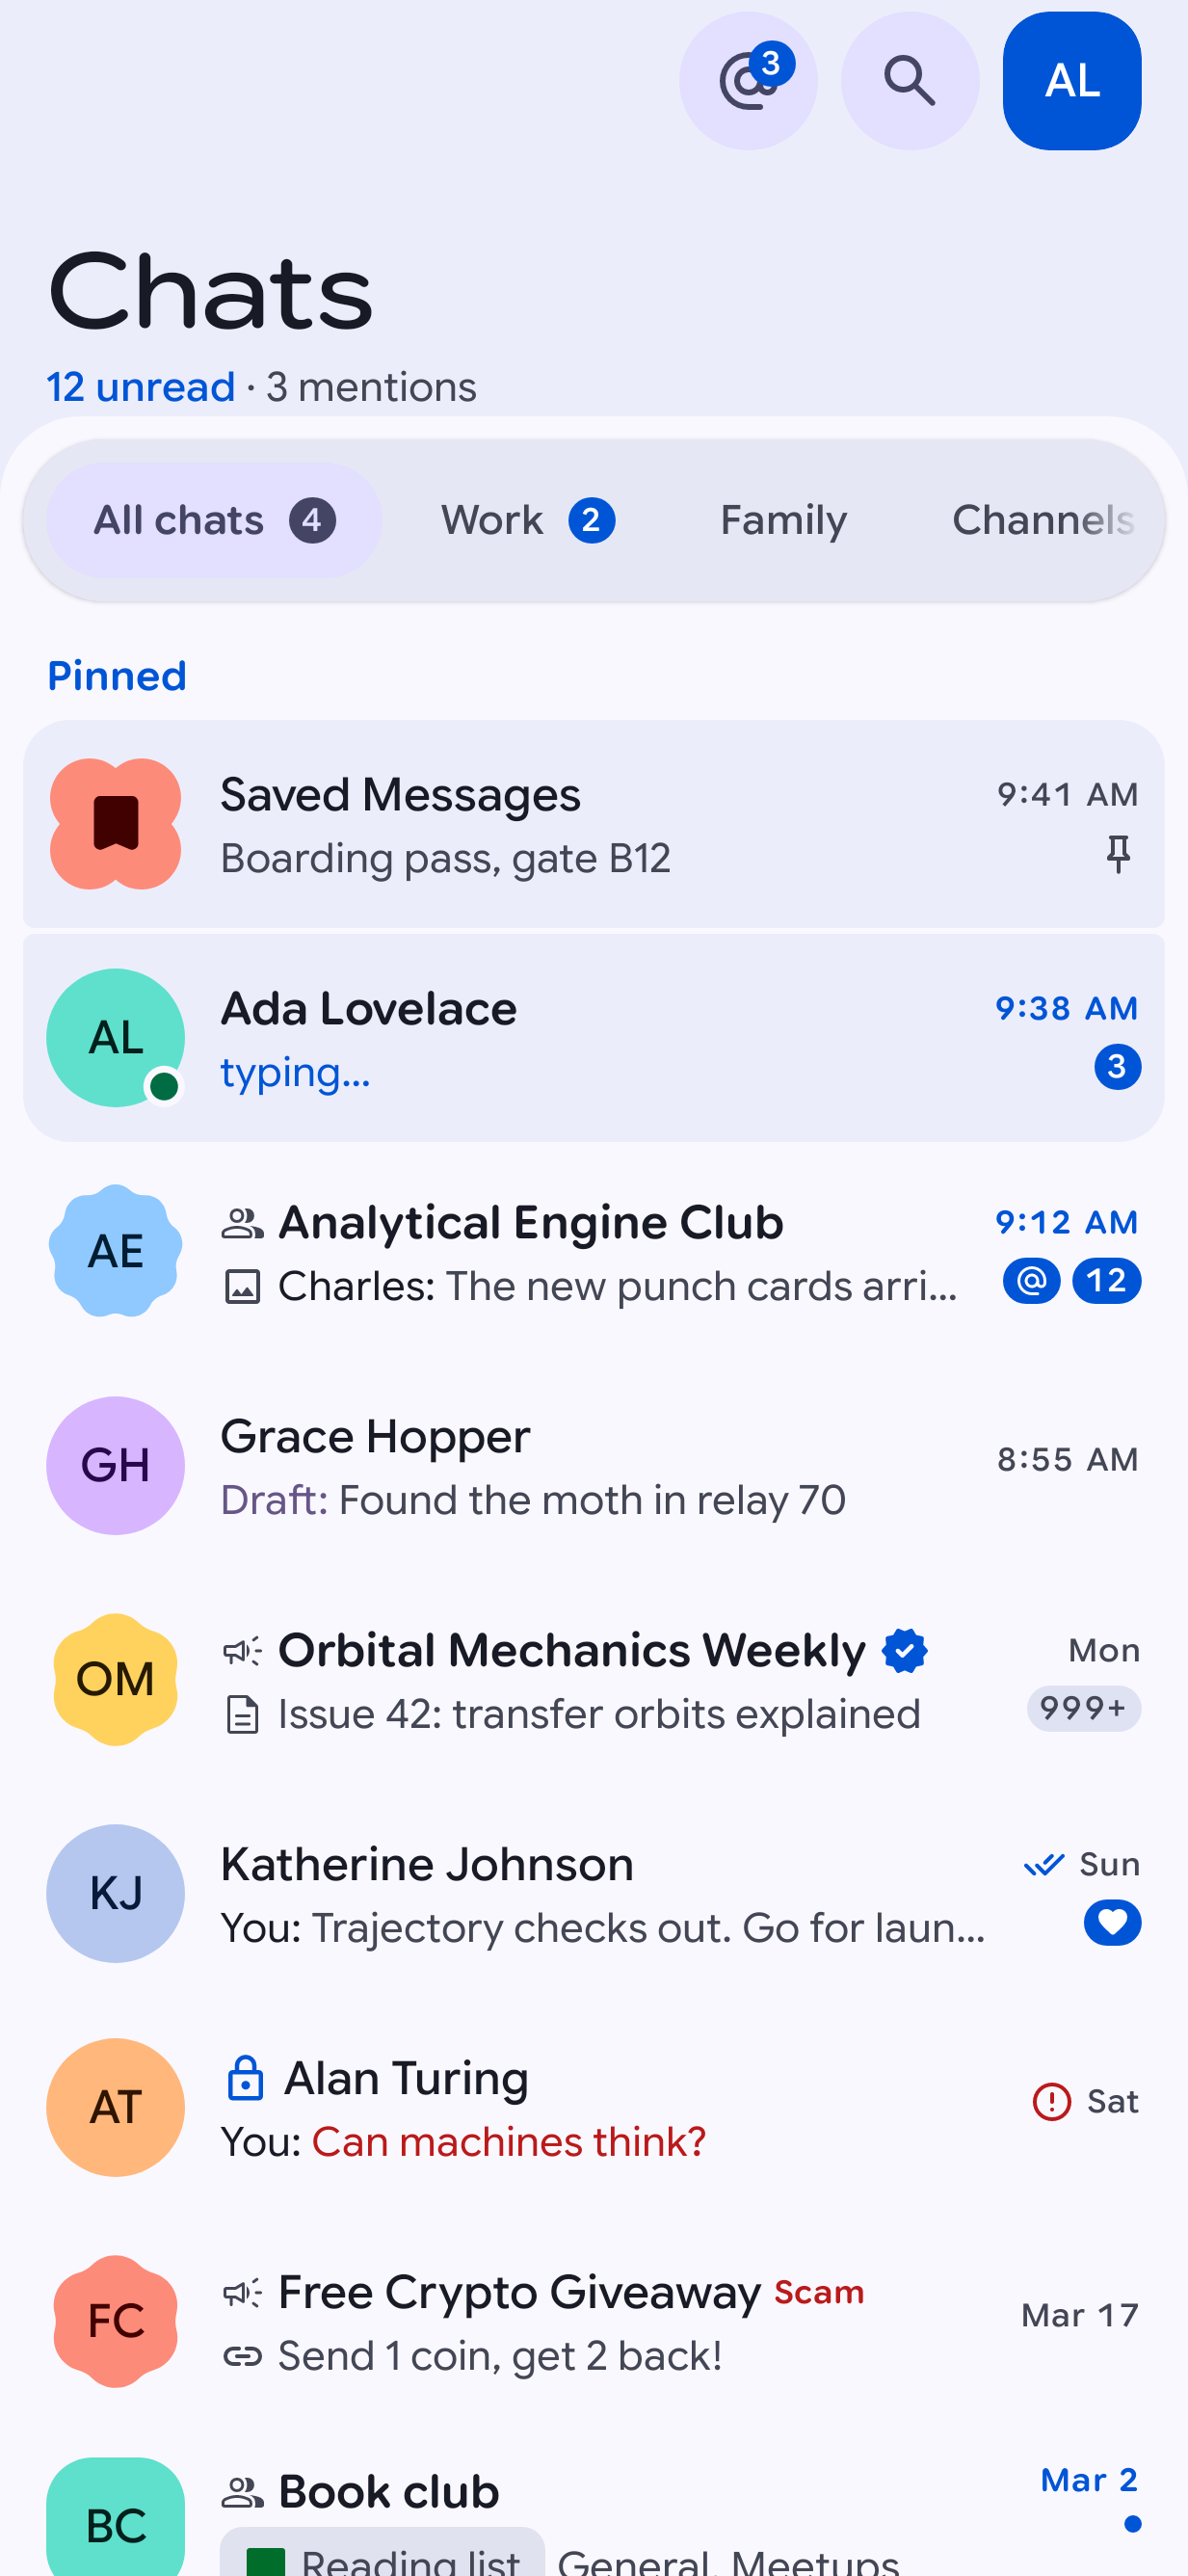 3
AL
Chats
12 unread · 3 mentions
All chats 4 Work 2 Family Channels
Pinned
Saved Messages 9:41 AM
Boarding pass, gate B12
AL Ada Lovelace 9:38 AM
typing... 3
AE Analytical Engine Club 9:12 AM
Charles: The new punch cards arri... @ 12
GH Grace Hopper 8:55 AM
Draft: Found the moth in relay 70
OM Orbital Mechanics Weekly Mon
Issue 42: transfer orbits explained 999+
KJ Katherine Johnson Sun
You: Trajectory checks out. Go for laun...
AT Alan Turing Sat
You: Can machines think?
FC Free Crypto Giveaway Scam Mar 17
Send 1 coin, get 2 back!
BC Book club Mar 2
Reading list General, Meetups